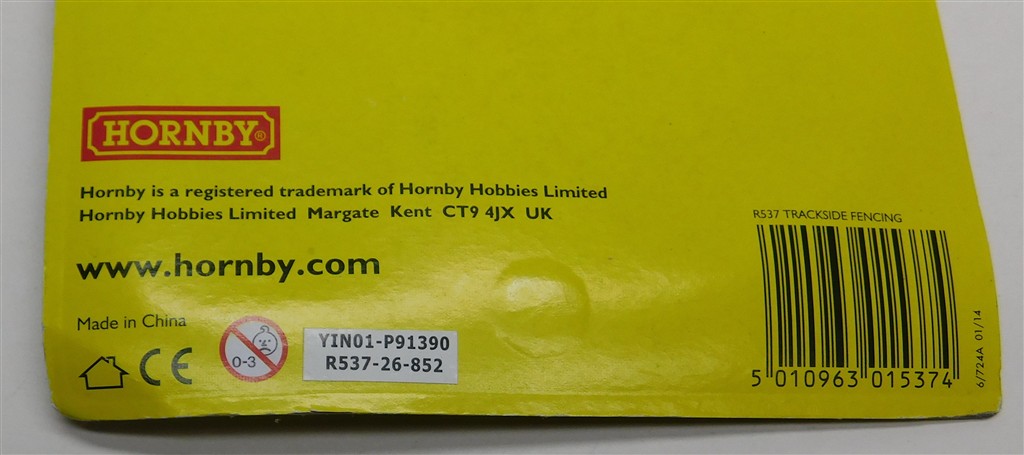 HORNBY®
Hornby is a registered trademark of Hornby Hobbies Limited
Hornby Hobbies Limited Margate Kent CT9 4JX UK
www.hornby.com
Made in China
CE
0-3
YIN01-P91390
R537-26-852
R537 TRACKSIDE FENCING
5 010963 015374
6/724A 01/14